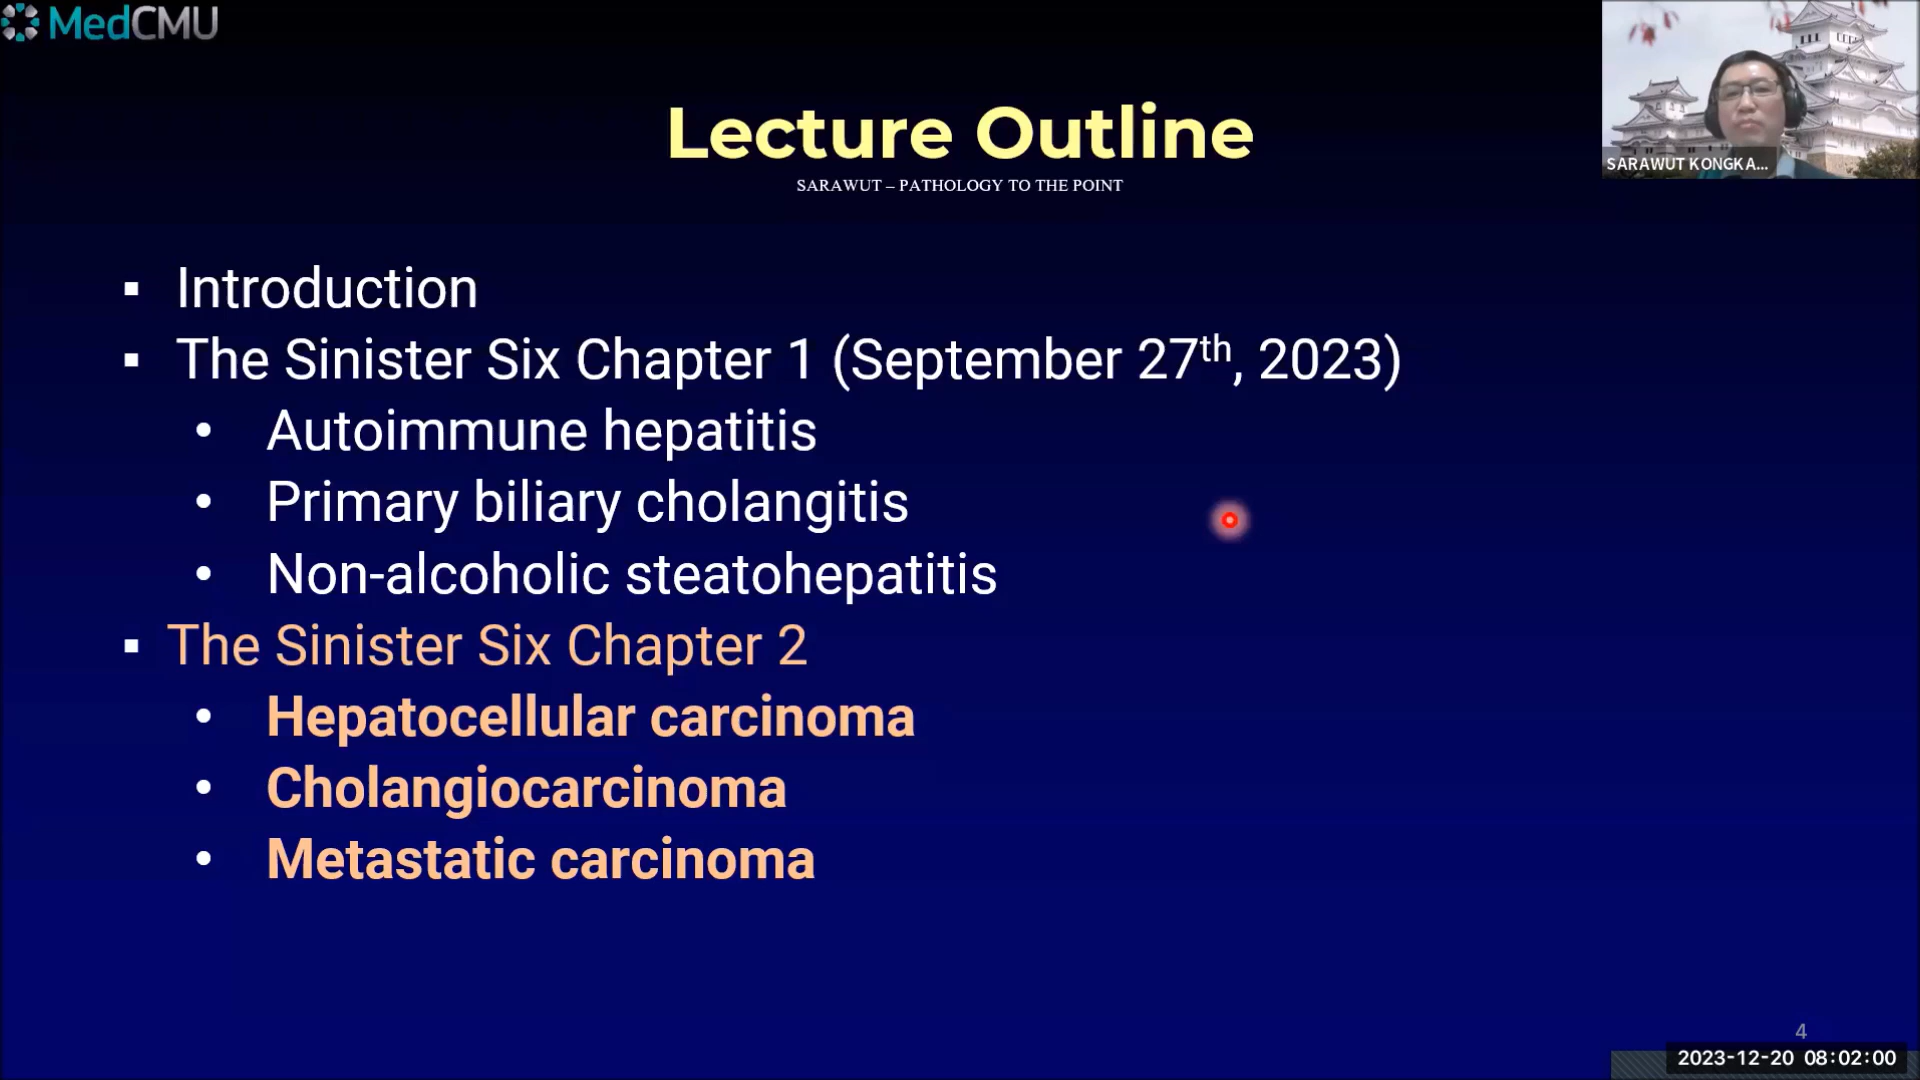 MedCMU
Lecture Outline
SARAWUT – PATHOLOGY TO THE POINT
SARAWUT KONGKA...
▪ Introduction
▪ The Sinister Six Chapter 1 (September 27th, 2023)
• Autoimmune hepatitis
• Primary biliary cholangitis
• Non-alcoholic steatohepatitis
▪ The Sinister Six Chapter 2
• Hepatocellular carcinoma
• Cholangiocarcinoma
• Metastatic carcinoma
4
2023-12-20 08:02:00